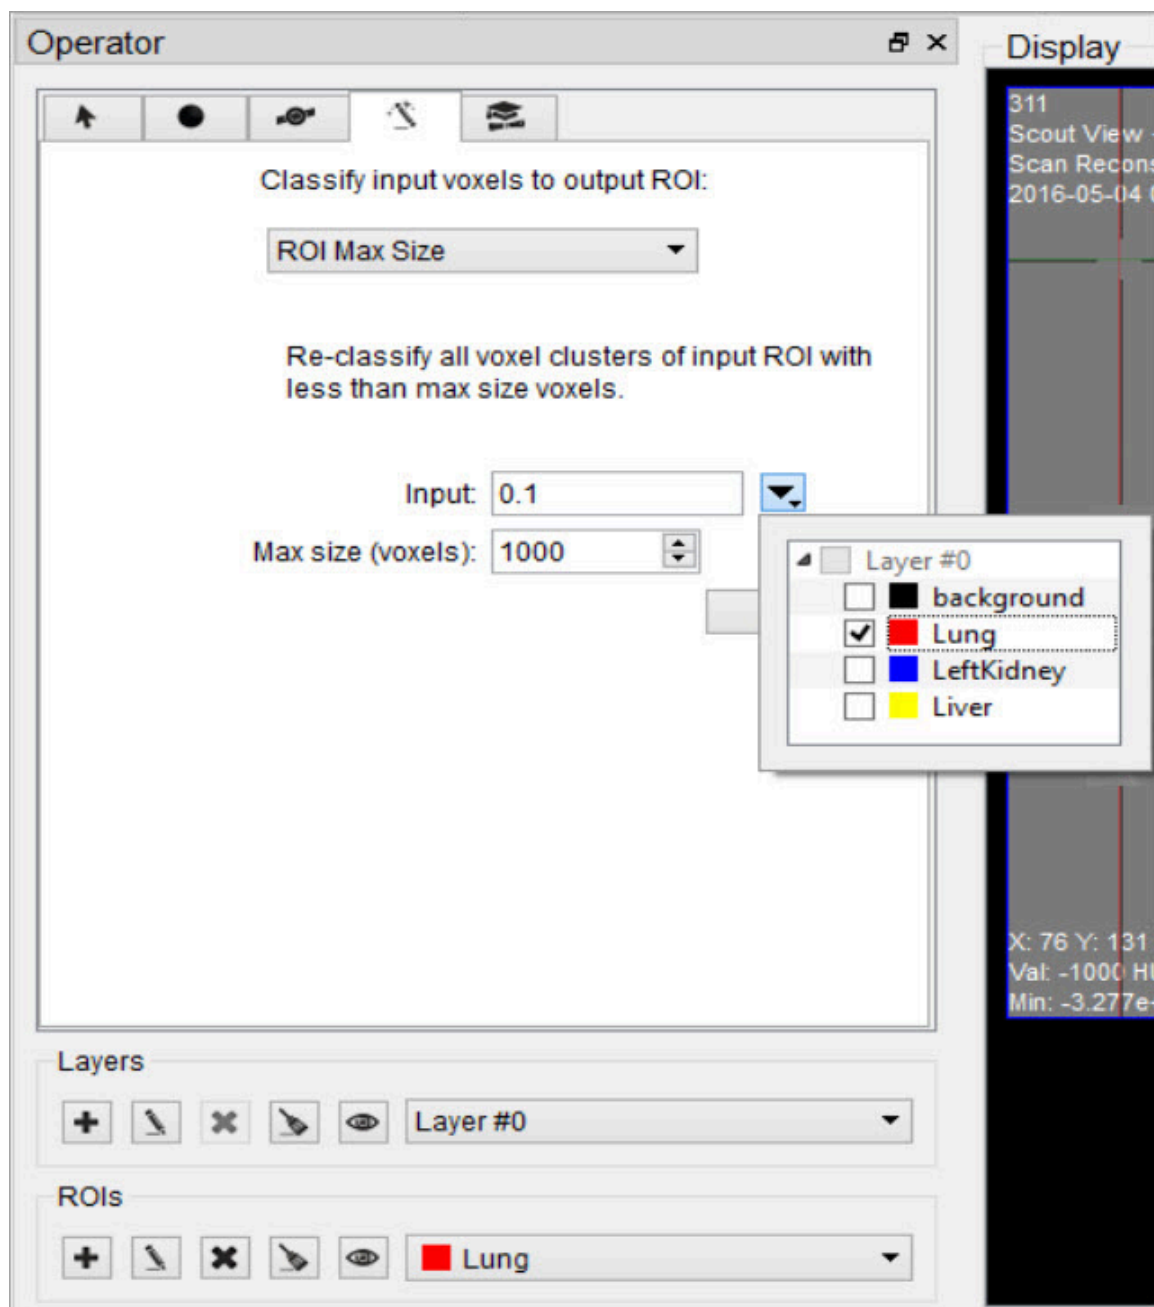 Operator
Display
311
Scout View -
Scan Recons
2016-05-04
Classify input voxels to output ROI:
ROI Max Size
Re-classify all voxel clusters of input ROI with
less than max size voxels.
Input: 0.1
Max size (voxels): 1000
Layer #0
background
Lung
LeftKidney
Liver
X: 76 Y: 131
Val: -1000 HU
Min: -3.277e
Layers
Layer #0
ROIs
Lung